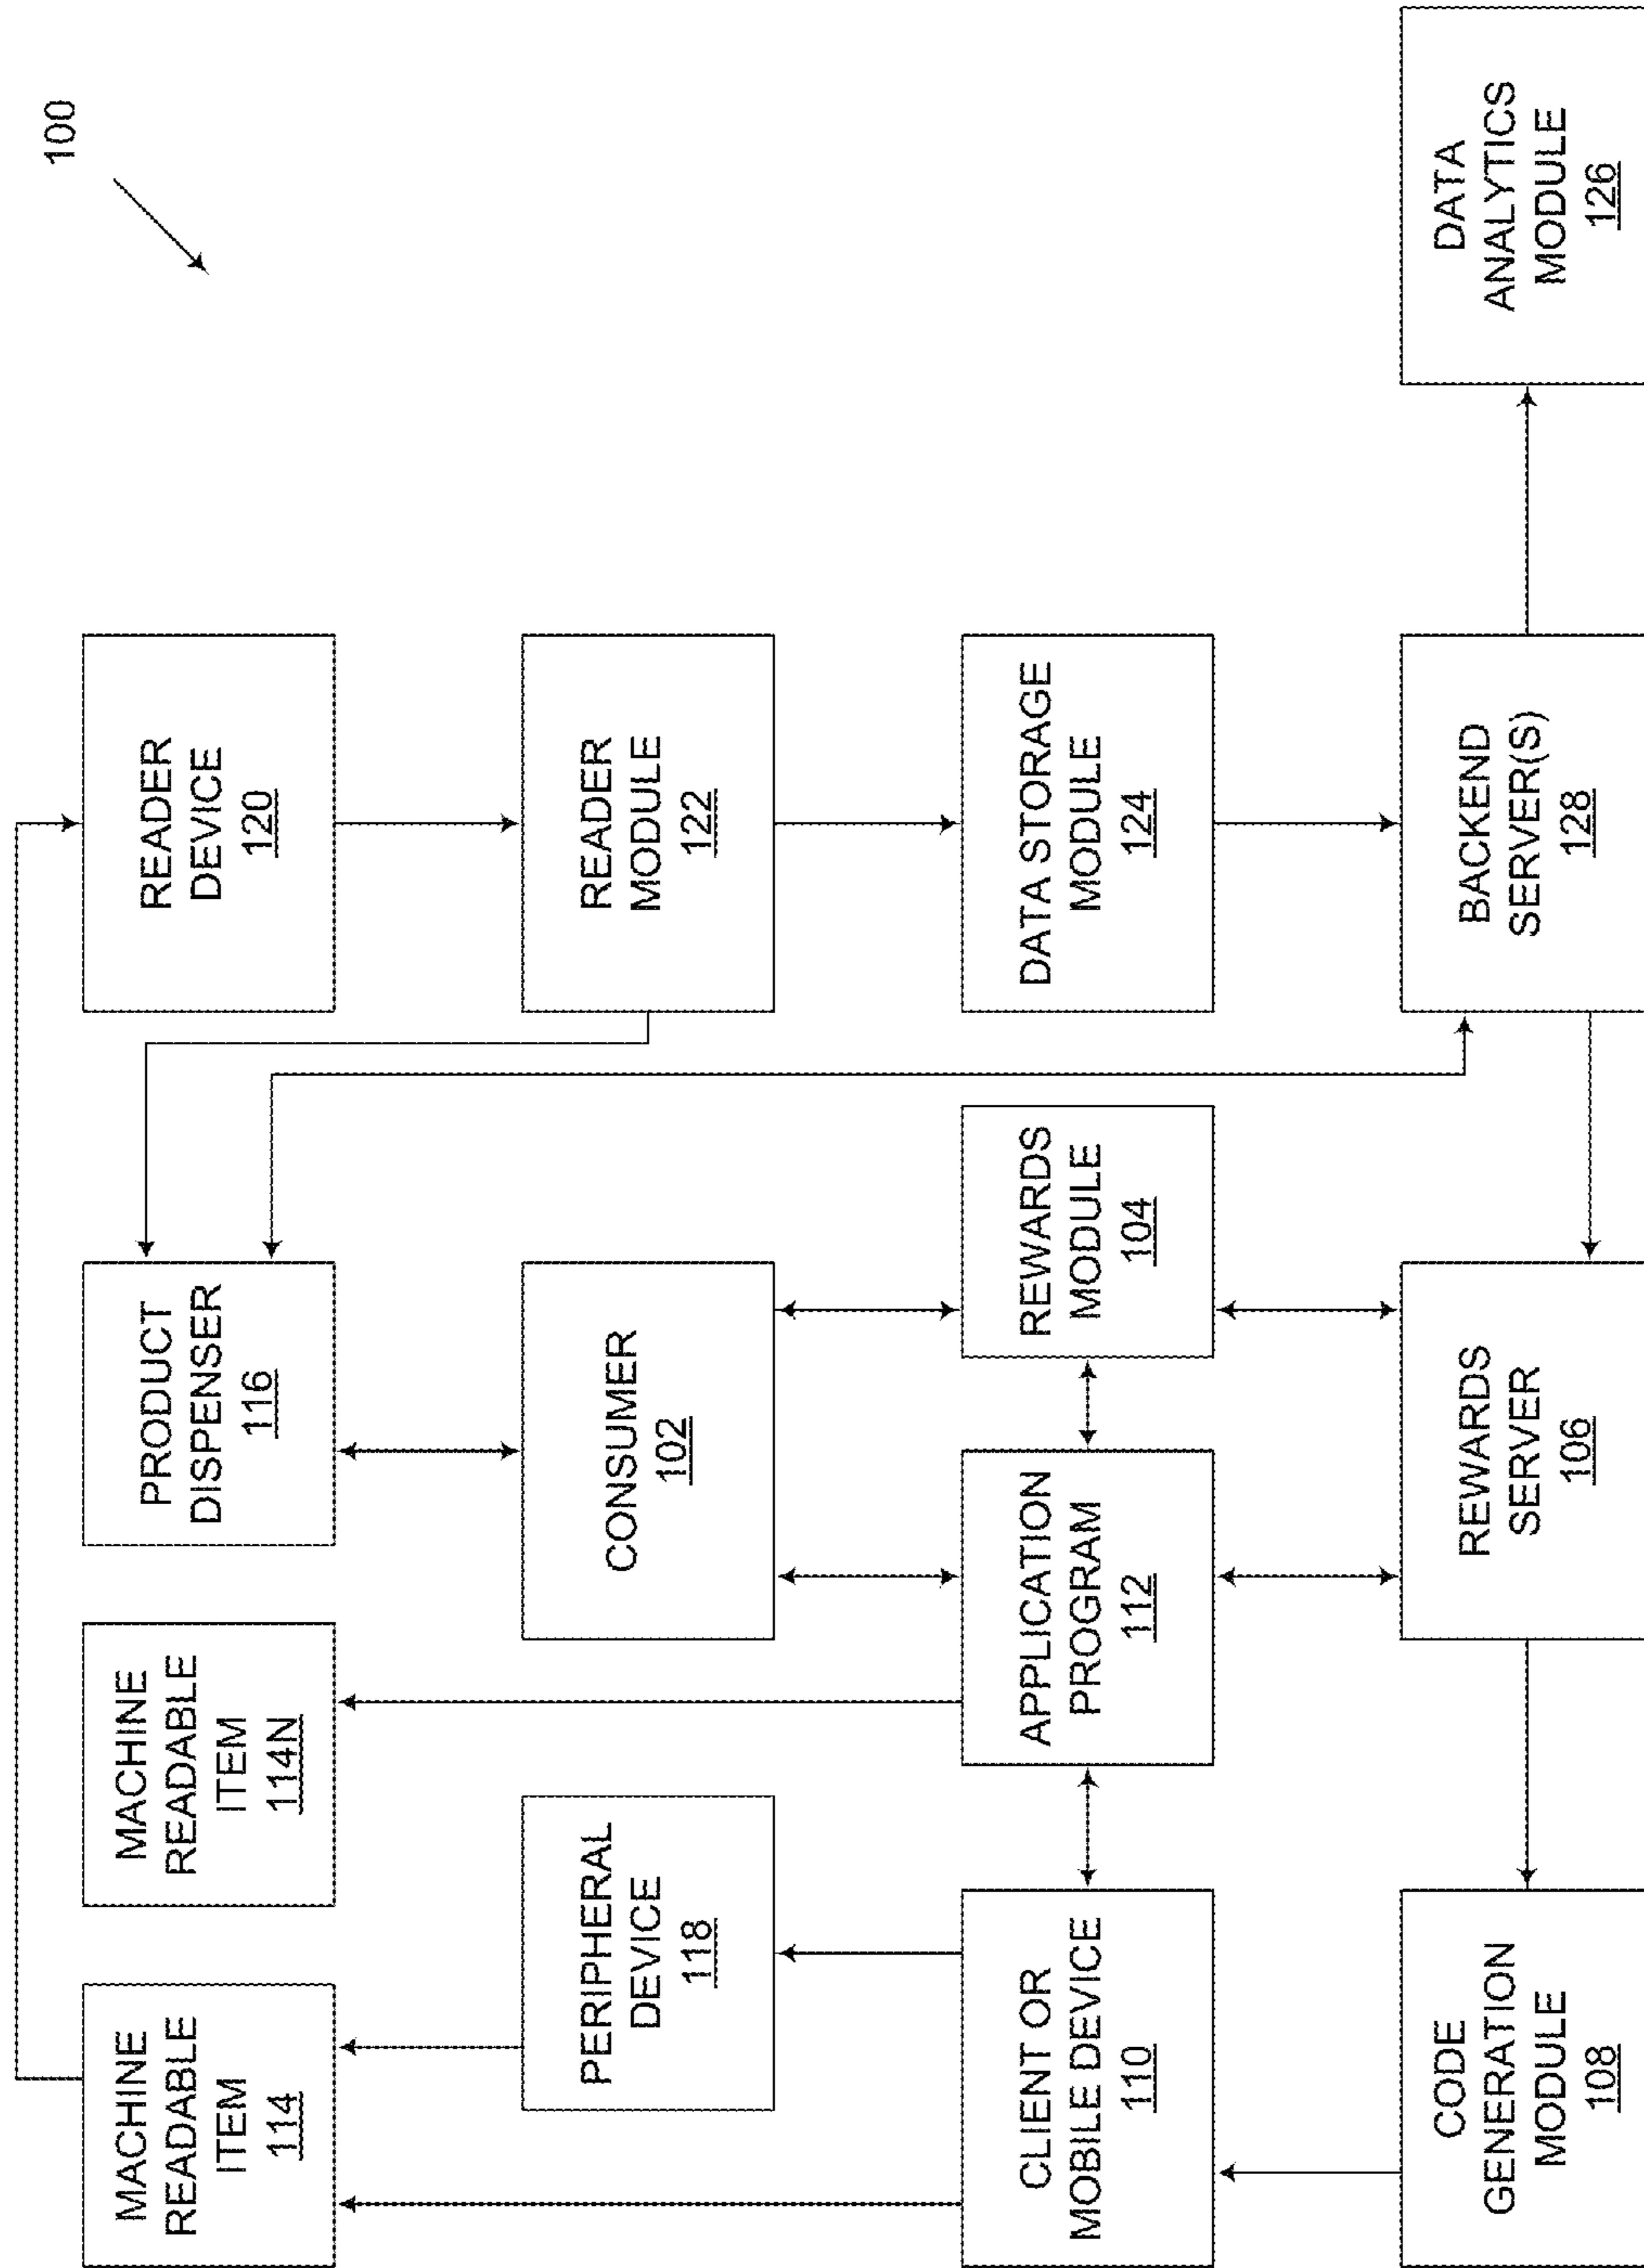 100
MACHINE
READABLE
ITEM
114
MACHINE
READABLE
ITEM
114N
PRODUCT
DISPENSER
116
READER
DEVICE
120
PERIPHERAL
DEVICE
118
CONSUMER
102
READER
MODULE
122
CLIENT OR
MOBILE DEVICE
110
APPLICATION
PROGRAM
112
REWARDS
MODULE
104
DATA STORAGE
MODULE
124
CODE
GENERATION
MODULE
108
REWARDS
SERVER
106
BACKEND
SERVER(S)
128
DATA
ANALYTICS
MODULE
126